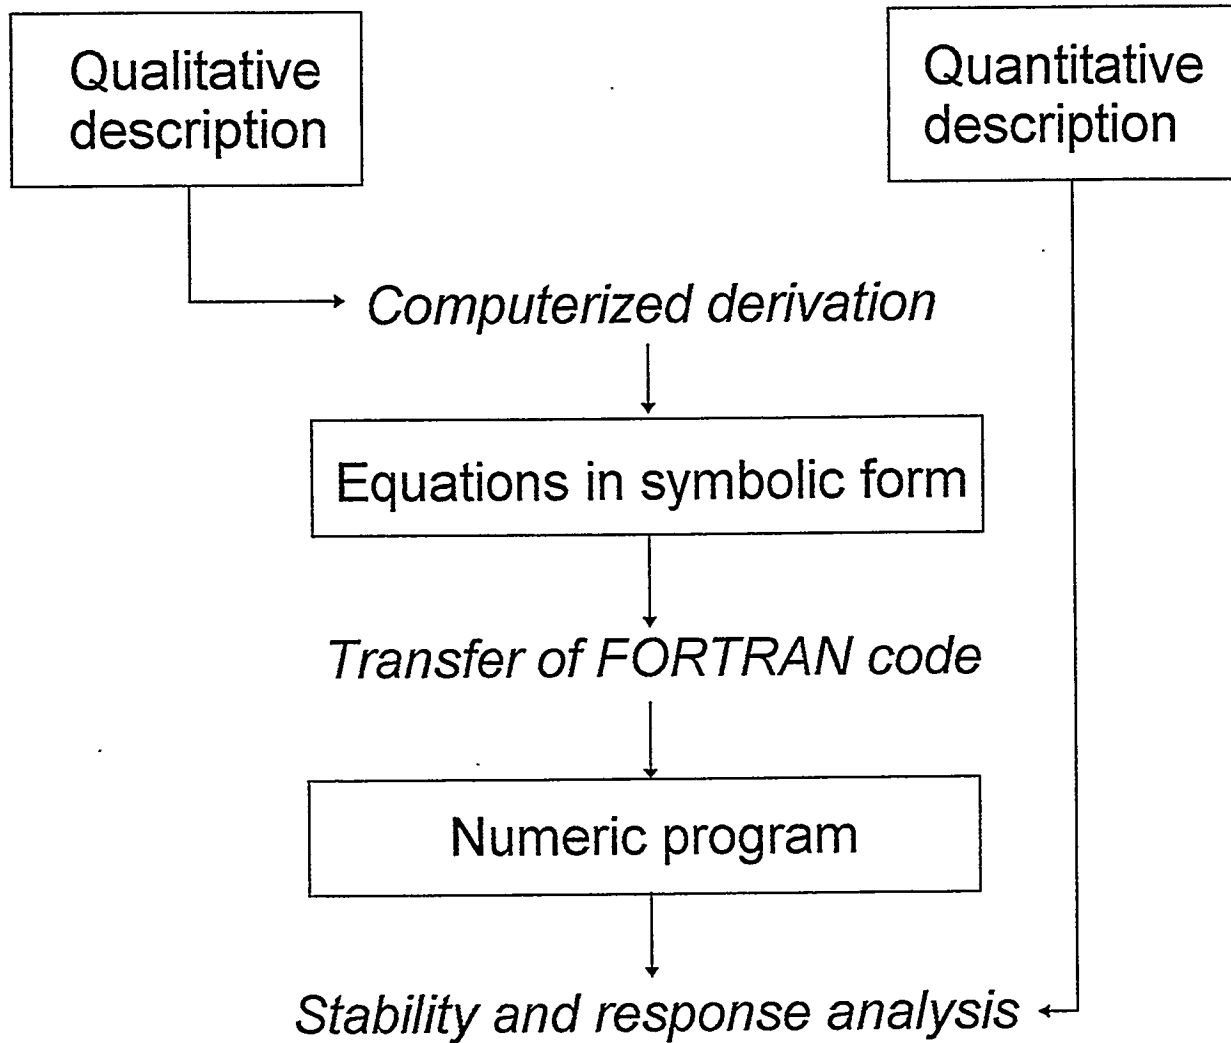 Qualitative
description
Quantitative
description
Computerized derivation
Equations in symbolic form
Transfer of FORTRAN code
Numeric program
Stability and response analysis